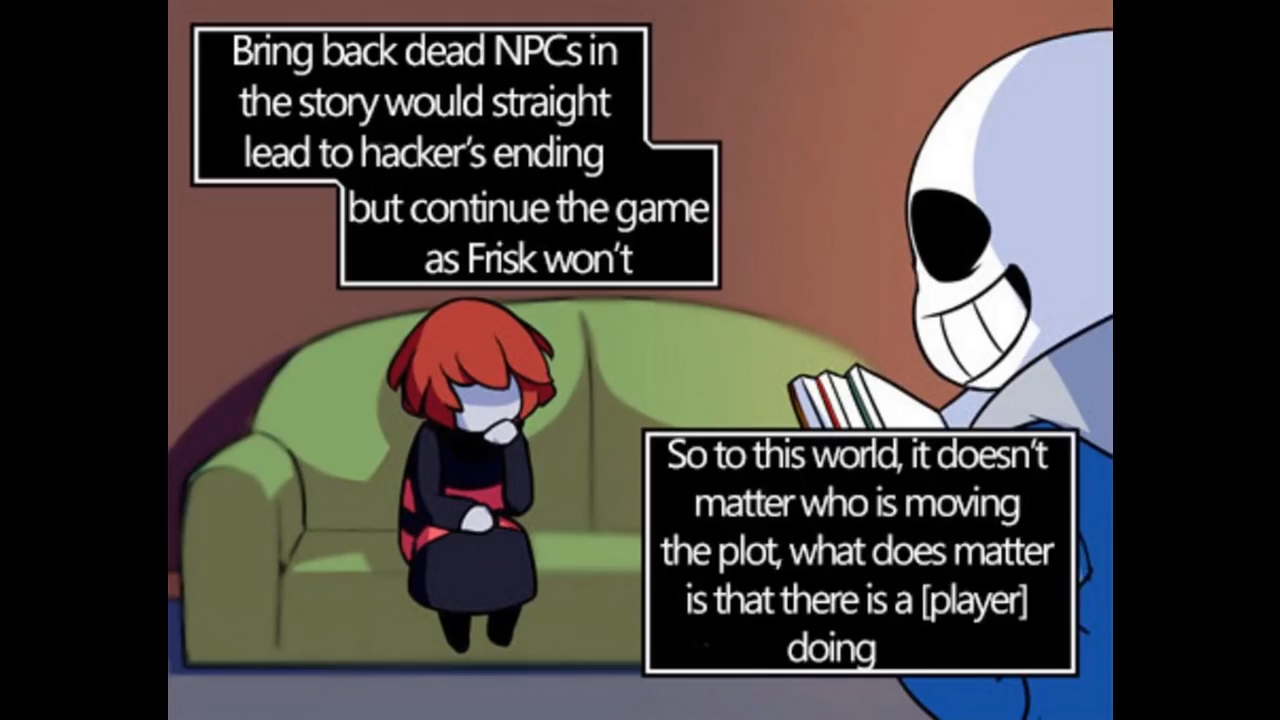 Bring back dead NPCs in
the story would straight
lead to hacker's ending
but continue the game
as Frisk won't
So to this world, it doesn't
matter who is moving
the plot, what does matter
is that there is a [player]
doing